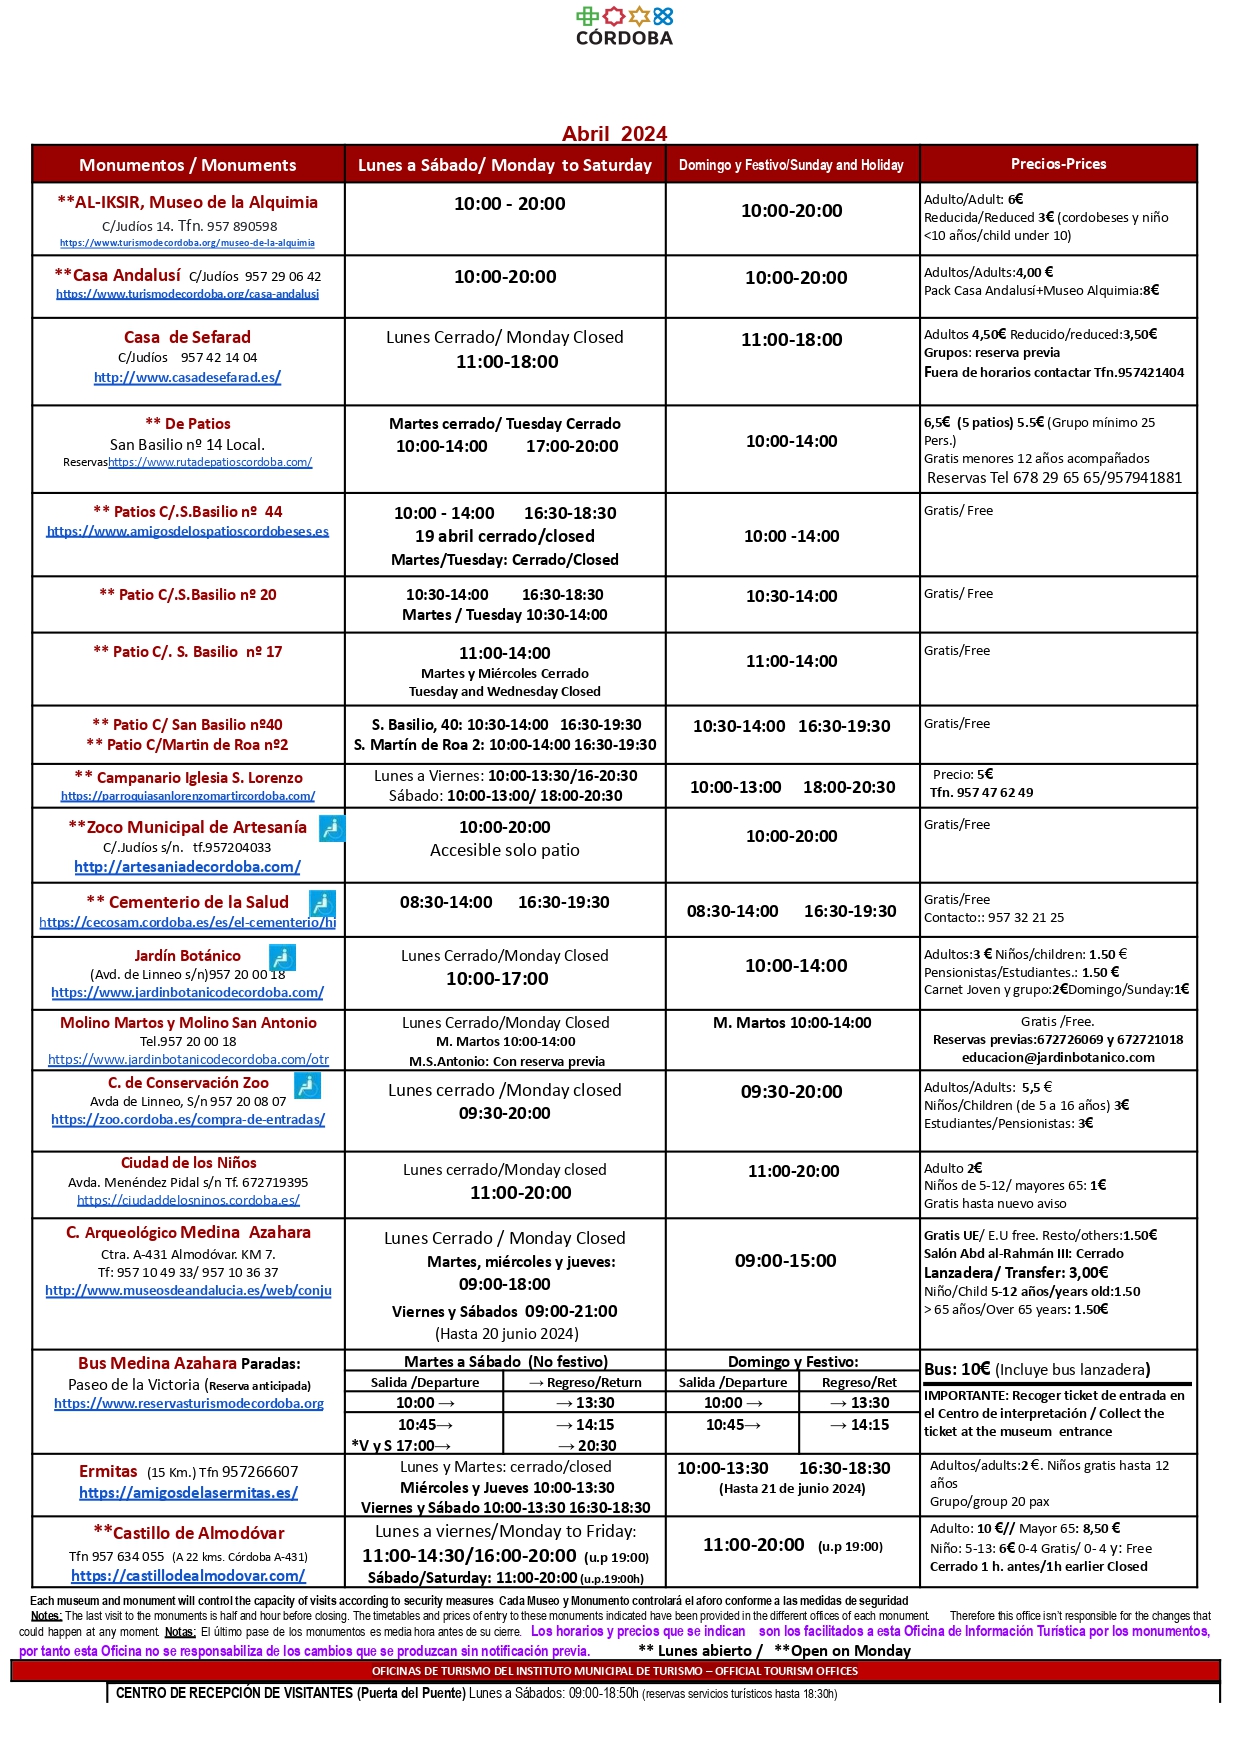 CÓRDOBA
Abril 2024
Monumentos / Monuments
Lunes a Sábado/ Monday to Saturday
Domingo y Festivo/Sunday and Holiday
Precios-Prices
**AL-IKSIR, Museo de la Alquimia
C/Judíos 14. Tfn. 957 890598
https://www.turismodecordoba.org/museo-de-la-alquimia
10:00 - 20:00
10:00-20:00
Adulto/Adult: 6€
Reducida/Reduced 3€ (cordobeses y niño
<10 años/child under 10)
**Casa Andalusí C/Judíos 957 29 06 42
https://www.turismodecordoba.org/casa-andalusi
10:00-20:00
10:00-20:00
Adultos/Adults:4,00 €
Pack Casa Andalusí+Museo Alquimia:8€
Casa de Sefarad
C/Judíos 957 42 14 04
http://www.casadesefarad.es/
Lunes Cerrado/ Monday Closed
11:00-18:00
11:00-18:00
Adultos 4,50€ Reducido/reduced:3,50€
Grupos: reserva previa
Fuera de horarios contactar Tfn.957421404
** De Patios
San Basilio nº 14 Local.
Reservashttps://www.rutadepatioscordoba.com/
Martes cerrado/ Tuesday Cerrado
10:00-14:00 17:00-20:00
10:00-14:00
6,5€ (5 patios) 5.5€ (Grupo mínimo 25
Pers.)
Gratis menores 12 años acompañados
Reservas Tel 678 29 65 65/957941881
** Patios C/.S.Basilio nº 44
https://www.amigosdelospatioscordobeses.es
10:00 - 14:00 16:30-18:30
19 abril cerrado/closed
Martes/Tuesday: Cerrado/Closed
10:00 -14:00
Gratis/ Free
** Patio C/.S.Basilio nº 20
10:30-14:00 16:30-18:30
Martes / Tuesday 10:30-14:00
10:30-14:00
Gratis/ Free
** Patio C/. S. Basilio nº 17
11:00-14:00
Martes y Miércoles Cerrado
Tuesday and Wednesday Closed
11:00-14:00
Gratis/Free
** Patio C/ San Basilio nº40
** Patio C/Martin de Roa nº2
S. Basilio, 40: 10:30-14:00 16:30-19:30
S. Martín de Roa 2: 10:00-14:00 16:30-19:30
10:30-14:00 16:30-19:30
Gratis/Free
** Campanario Iglesia S. Lorenzo
https://parroquiasanlorenzomartircordoba.com/
Lunes a Viernes: 10:00-13:30/16-20:30
Sábado: 10:00-13:00/ 18:00-20:30
10:00-13:00 18:00-20:30
Precio: 5€
Tfn. 957 47 62 49
**Zoco Municipal de Artesanía
C/.Judíos s/n. tf.957204033
http://artesaniadecordoba.com/
10:00-20:00
Accesible solo patio
10:00-20:00
Gratis/Free
** Cementerio de la Salud
https://cecosam.cordoba.es/es/el-cementerio/hi
08:30-14:00 16:30-19:30
08:30-14:00 16:30-19:30
Gratis/Free
Contacto:: 957 32 21 25
Jardín Botánico
(Avd. de Linneo s/n)957 20 00 18
https://www.jardinbotanicodecordoba.com/
Lunes Cerrado/Monday Closed
10:00-17:00
10:00-14:00
Adultos:3 € Niños/children: 1.50 €
Pensionistas/Estudiantes.: 1.50 €
Carnet Joven y grupo:2€Domingo/Sunday:1€
Molino Martos y Molino San Antonio
Tel.957 20 00 18
https://www.jardinbotanicodecordoba.com/otr
Lunes Cerrado/Monday Closed
M. Martos 10:00-14:00
M.S.Antonio: Con reserva previa
M. Martos 10:00-14:00
Gratis /Free.
Reservas previas:672726069 y 672721018
educacion@jardinbotanico.com
C. de Conservación Zoo
Avda de Linneo, S/n 957 20 08 07
https://zoo.cordoba.es/compra-de-entradas/
Lunes cerrado /Monday closed
09:30-20:00
09:30-20:00
Adultos/Adults: 5,5 €
Niños/Children (de 5 a 16 años) 3€
Estudiantes/Pensionistas: 3€
Ciudad de los Niños
Avda. Menéndez Pidal s/n Tf. 672719395
https://ciudaddelosninos.cordoba.es/
Lunes cerrado/Monday closed
11:00-20:00
11:00-20:00
Adulto 2€
Niños de 5-12/ mayores 65: 1€
Gratis hasta nuevo aviso
C. Arqueológico Medina Azahara
Ctra. A-431 Almodóvar. KM 7.
Tf: 957 10 49 33/ 957 10 36 37
http://www.museosdeandalucia.es/web/conju
Lunes Cerrado / Monday Closed
Martes, miércoles y jueves:
09:00-18:00
Viernes y Sábados 09:00-21:00
(Hasta 20 junio 2024)
09:00-15:00
Gratis UE/ E.U free. Resto/others:1.50€
Salón Abd al-Rahmán III: Cerrado
Lanzadera/ Transfer: 3,00€
Niño/Child 5-12 años/years old:1.50
> 65 años/Over 65 years: 1.50€
Bus Medina Azahara Paradas:
Paseo de la Victoria (Reserva anticipada)
https://www.reservasturismodecordoba.org
Martes a Sábado (No festivo)
Salida /Departure → Regreso/Return
10:00 → → 13:30
10:45→ → 14:15
*V y S 17:00→ → 20:30
Domingo y Festivo:
Salida /Departure Regreso/Ret
10:00 → → 13:30
10:45→ → 14:15
Bus: 10€ (Incluye bus lanzadera)
IMPORTANTE: Recoger ticket de entrada en
el Centro de interpretación / Collect the
ticket at the museum entrance
Ermitas (15 Km.) Tfn 957266607
https://amigosdelasermitas.es/
Lunes y Martes: cerrado/closed
Miércoles y Jueves 10:00-13:30
Viernes y Sábado 10:00-13:30 16:30-18:30
10:00-13:30 16:30-18:30
(Hasta 21 de junio 2024)
Adultos/adults:2 €. Niños gratis hasta 12
años
Grupo/group 20 pax
**Castillo de Almodóvar
Tfn 957 634 055 (A 22 kms. Córdoba A-431)
https://castillodealmodovar.com/
Lunes a viernes/Monday to Friday:
11:00-14:30/16:00-20:00 (u.p 19:00)
Sábado/Saturday: 11:00-20:00 (u.p.19:00h)
11:00-20:00 (u.p 19:00)
Adulto: 10 €// Mayor 65: 8,50 €
Niño: 5-13: 6€ 0-4 Gratis/ 0- 4 y: Free
Cerrado 1 h. antes/1h earlier Closed
Each museum and monument will control the capacity of visits according to security measures Cada Museo y Monumento controlará el aforo conforme a las medidas de seguridad
Notes: The last visit to the monuments is half and hour before closing. The timetables and prices of entry to these monuments indicated have been provided in the different offices of each monument. Therefore this office isn't responsible for the changes that
could happen at any moment. Notas: El último pase de los monumentos es media hora antes de su cierre. Los horarios y precios que se indican son los facilitados a esta Oficina de Información Turística por los monumentos,
por tanto esta Oficina no se responsabiliza de los cambios que se produzcan sin notificación previa. ** Lunes abierto / **Open on Monday
OFICINAS DE TURISMO DEL INSTITUTO MUNICIPAL DE TURISMO – OFFICIAL TOURISM OFFICES
CENTRO DE RECEPCIÓN DE VISITANTES (Puerta del Puente) Lunes a Sábados: 09:00-18:50h (reservas servicios turísticos hasta 18:30h)